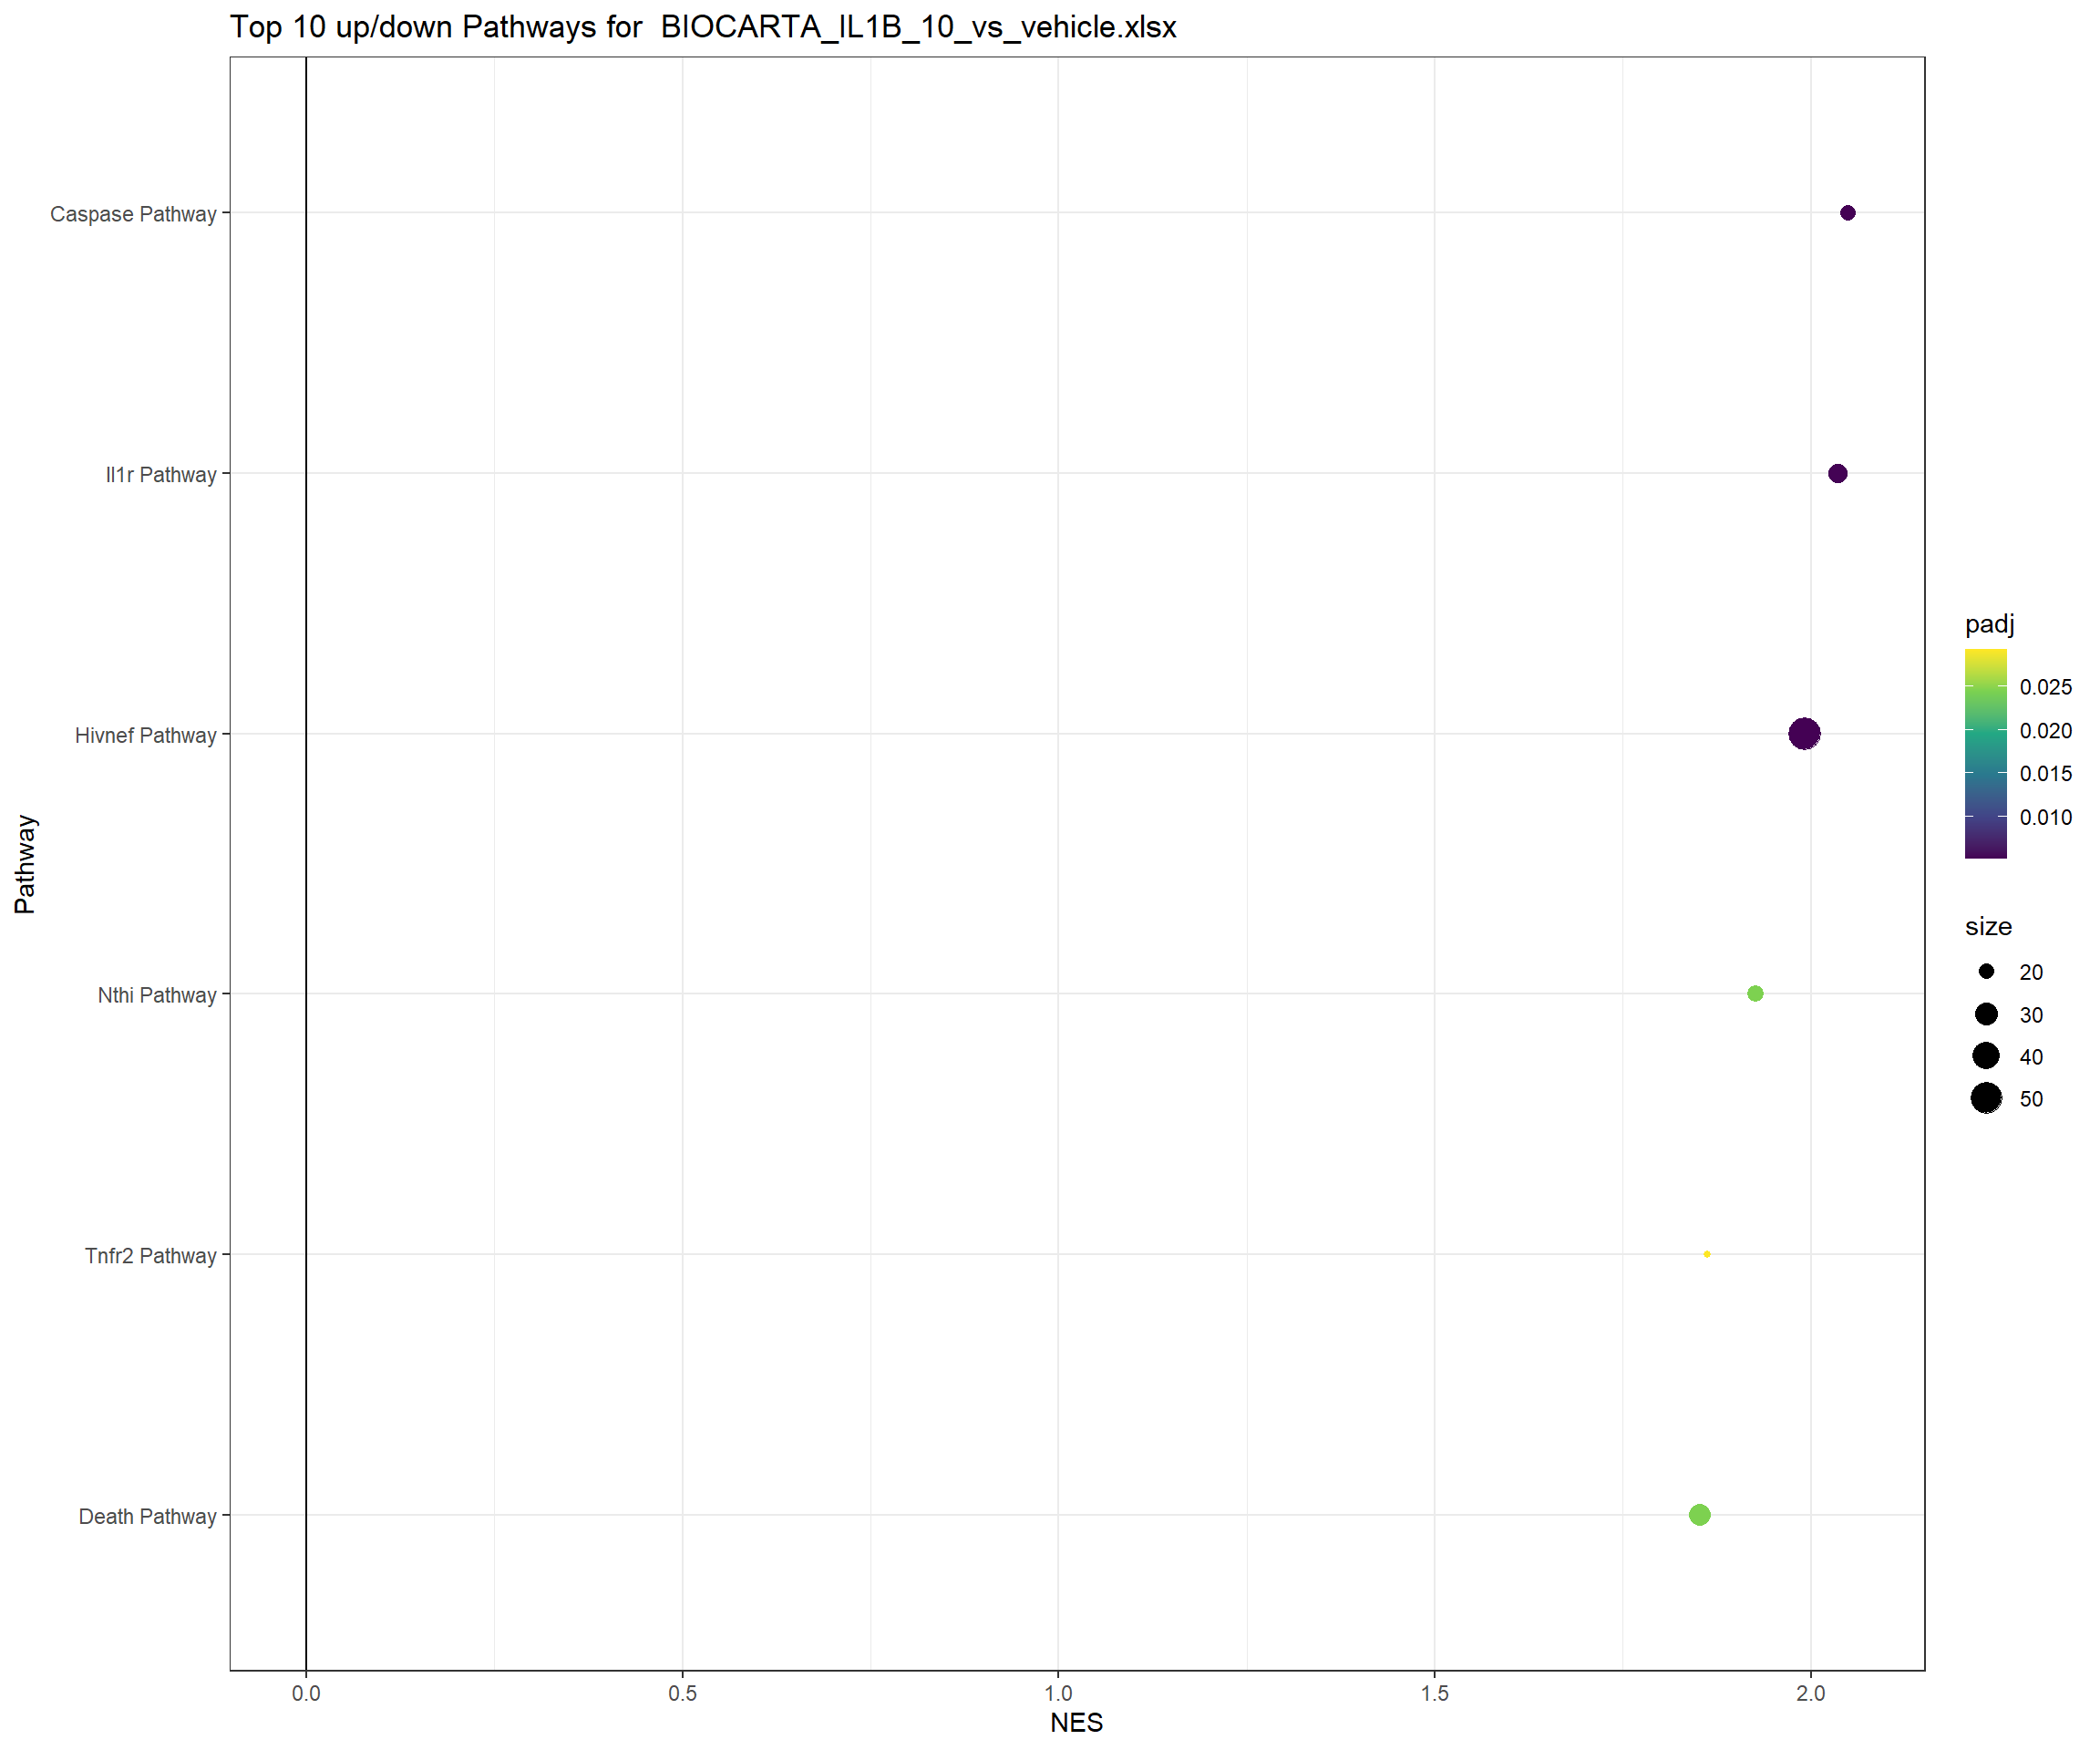 Top 10 up/down Pathways for  BIOCARTA_IL1B_10_vs_vehicle.xlsx
Pathway
Caspase Pathway
Il1r Pathway
Hivnef Pathway
Nthi Pathway
Tnfr2 Pathway
Death Pathway
0.0
0.5
1.0
1.5
2.0
NES
padj
0.025
0.020
0.015
0.010
size
20
30
40
50